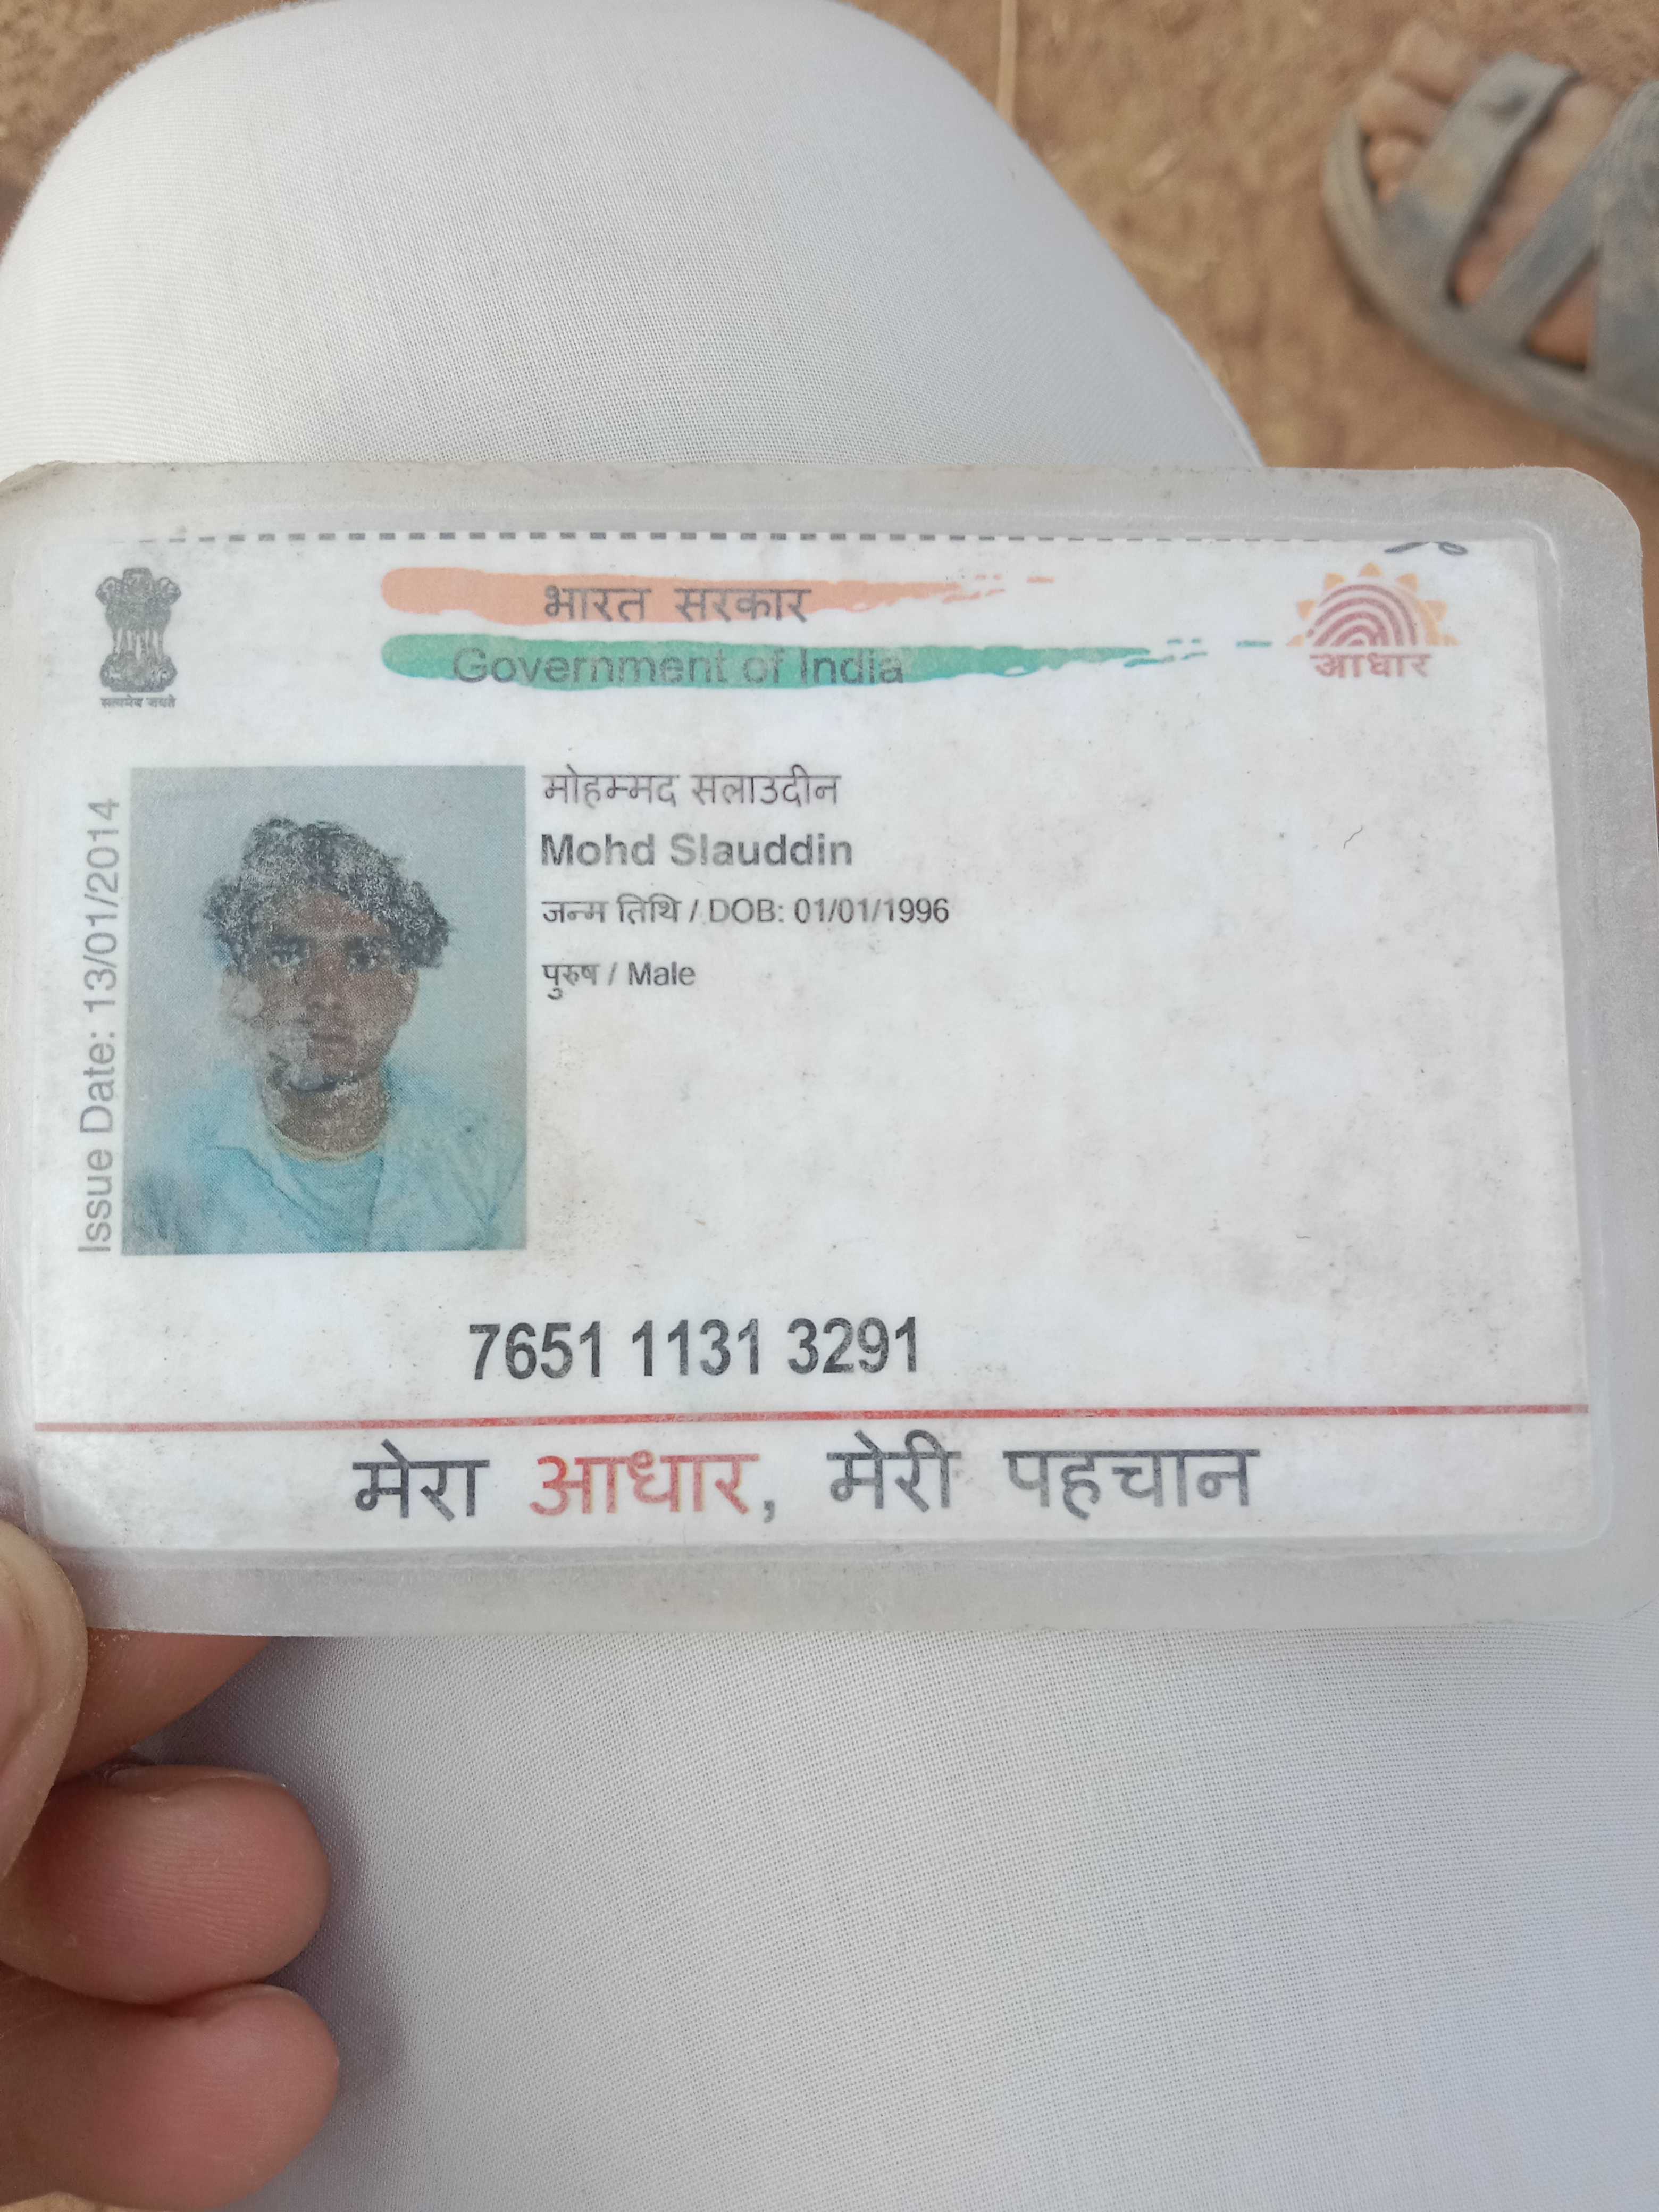 भारत सरकार
Government of India
आधार
सत्यमेव जयते
Issue Date: 13/01/2014
मोहम्मद सलाउदीन
Mohd Slauddin
जन्म तिथि / DOB: 01/01/1996
पुरुष / Male
7651 1131 3291
मेरा आधार, मेरी पहचान